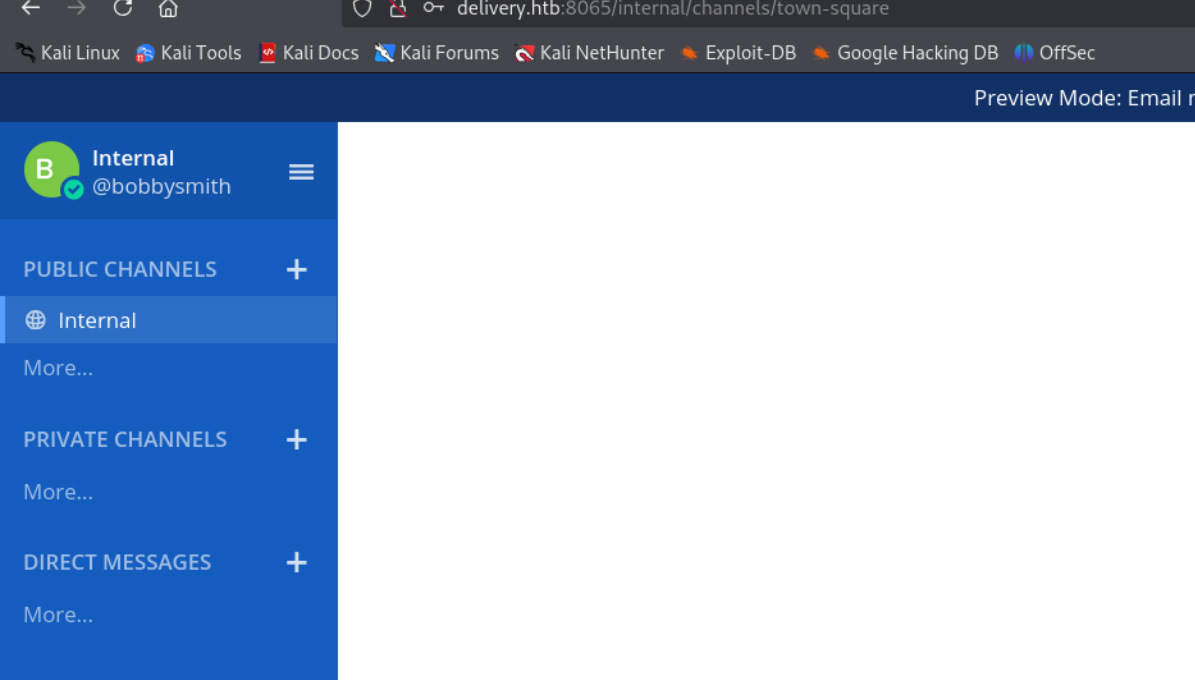 delivery.htb:8065/internal/channels/town-square
Kali Linux Kali Tools Kali Docs Kali Forums Kali NetHunter Exploit-DB Google Hacking DB OffSec
Preview Mode: Email
B
Internal
@bobbysmith
PUBLIC CHANNELS
Internal
More...
PRIVATE CHANNELS
More...
DIRECT MESSAGES
More...